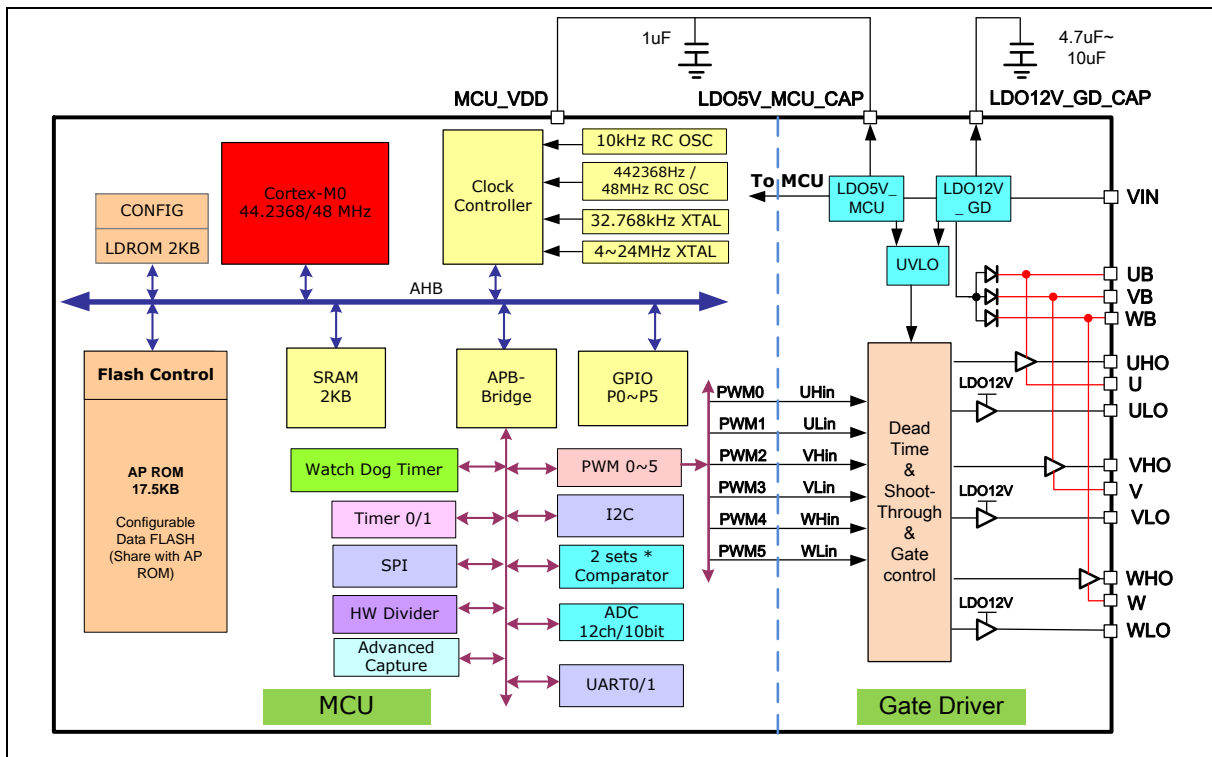 1uF
4.7uF~
10uF
MCU_VDD
LDO5V_MCU_CAP
LDO12V_GD_CAP
CONFIG
LDROM 2KB
Cortex-M0
44.2368/48 MHz
Clock
Controller
10kHz RC OSC
442368Hz /
48MHz RC OSC
32.768kHz XTAL
4~24MHz XTAL
To MCU
LDO5V_
MCU
LDO12V
_ GD
VIN
UVLO
UB
VB
WB
AHB
Flash Control
AP ROM
17.5KB
Configurable
Data FLASH
(Share with AP
ROM)
SRAM
2KB
APB-
Bridge
GPIO
P0~P5
Watch Dog Timer
Timer 0/1
SPI
HW Divider
Advanced
Capture
PWM 0~5
I2C
2 sets *
Comparator
ADC
12ch/10bit
UART0/1
PWM0
UHin
PWM1
ULin
PWM2
VHin
PWM3
VLin
PWM4
WHin
PWM5
WLin
Dead
Time
&
Shoot-
Through
&
Gate
control
UHO
U
LDO12V
ULO
VHO
V
LDO12V
VLO
WHO
W
LDO12V
WLO
MCU
Gate Driver